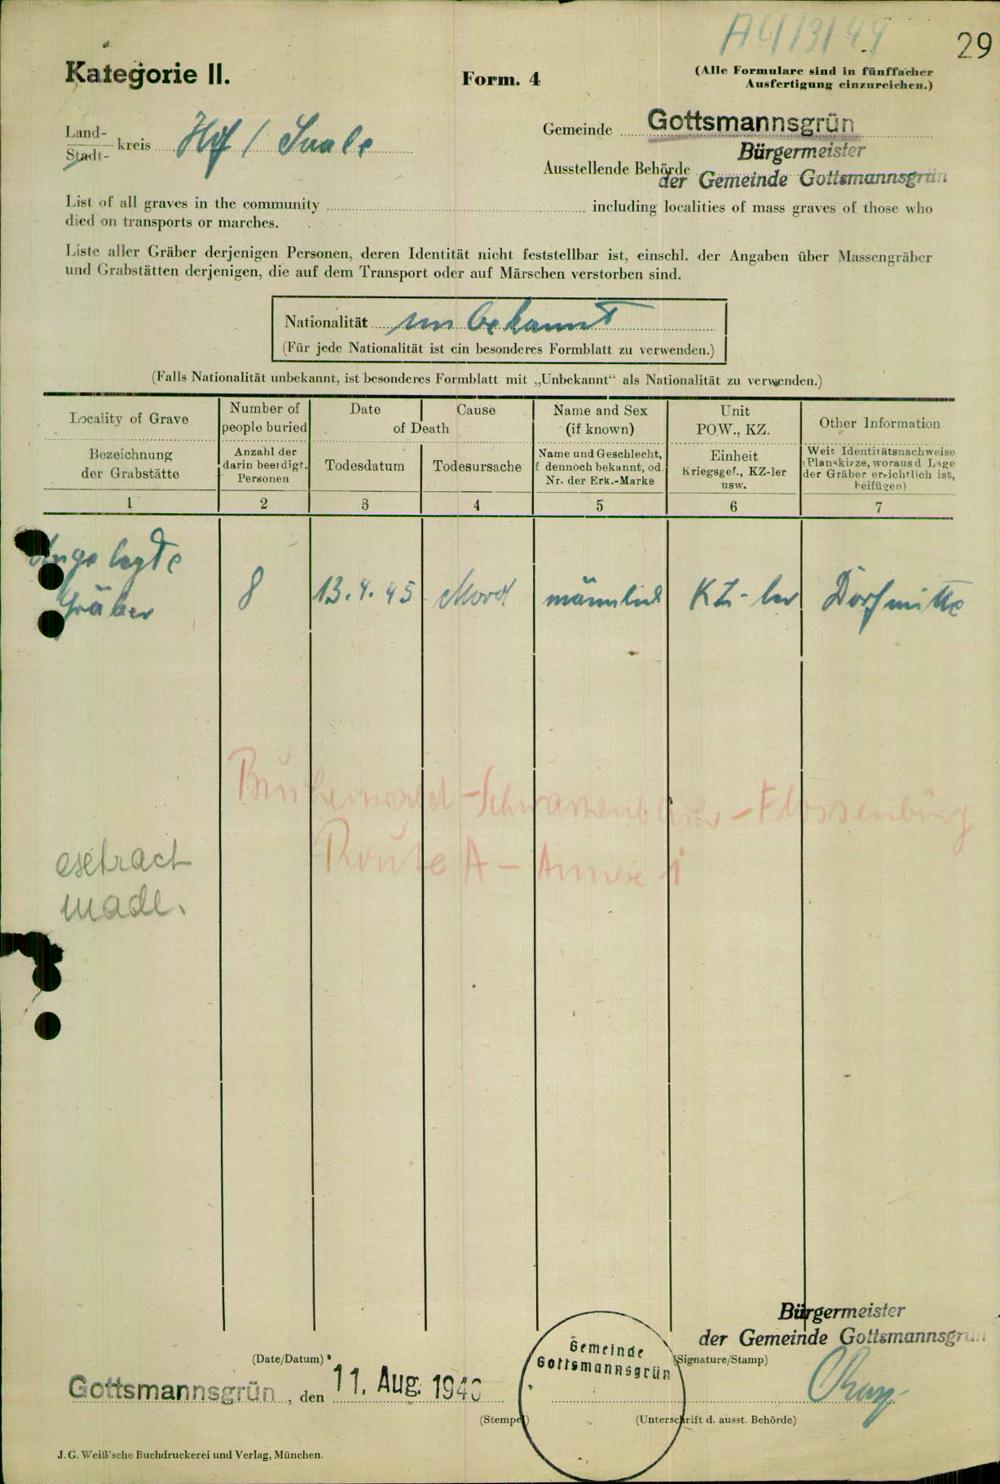 A4/3/44
29
Kategorie II.
Form. 4
(Alle Formulare sind in fünffacher
Ausfertigung einzureichen.)
Land-
Stadt- kreis Hof / Saale
Gemeinde Gottsmannsgrün
Bürgermeister
Ausstellende Behörde der Gemeinde Gottsmannsgrün
List of all graves in the community including localities of mass graves of those who
died on transports or marches.
Liste aller Gräber derjenigen Personen, deren Identität nicht feststellbar ist, einschl. der Angaben über Massengräber
und Grabstätten derjenigen, die auf dem Transport oder auf Märschen verstorben sind.
Nationalität unbekannt
(Für jede Nationalität ist ein besonderes Formblatt zu verwenden.)
(Falls Nationalität unbekannt, ist besonderes Formblatt mit „Unbekannt“ als Nationalität zu verwenden.)
Locality of Grave
Number of
people buried
Date Cause
of Death
Name and Sex
(if known)
Unit
POW., KZ.
Other Information
Bezeichnung
der Grabstätte
Anzahl der
darin beerdigt.
Personen
Todesdatum
Todesursache
Name und Geschlecht,
f dennoch bekannt, od.
Nr. der Erk.-Marke
Einheit
Kriegsgef., KZ-ler
usw.
Weit. Identitätsnachweise
(Planskizze, woraus d. Lage
der Gräber ersichtlich ist,
beifügen)
1 2 3 4 5 6 7
Angelegte
Gräber
8 13.4.45 Mord männlich KZ-ler Dorfmitte
Buchenwald - Schwarzenbach - Flossenbürg
Route A - Annex 1
extract
made.
Bürgermeister
der Gemeinde Gottsmannsgrün
(Date/Datum)
(Signature/Stamp)
Gemeinde
Gottsmannsgrün
Gottsmannsgrün, den 11. Aug. 1946
(Stempel)
(Unterschrift d. ausst. Behörde)
J. G. Weiß'sche Buchdruckerei und Verlag, München.